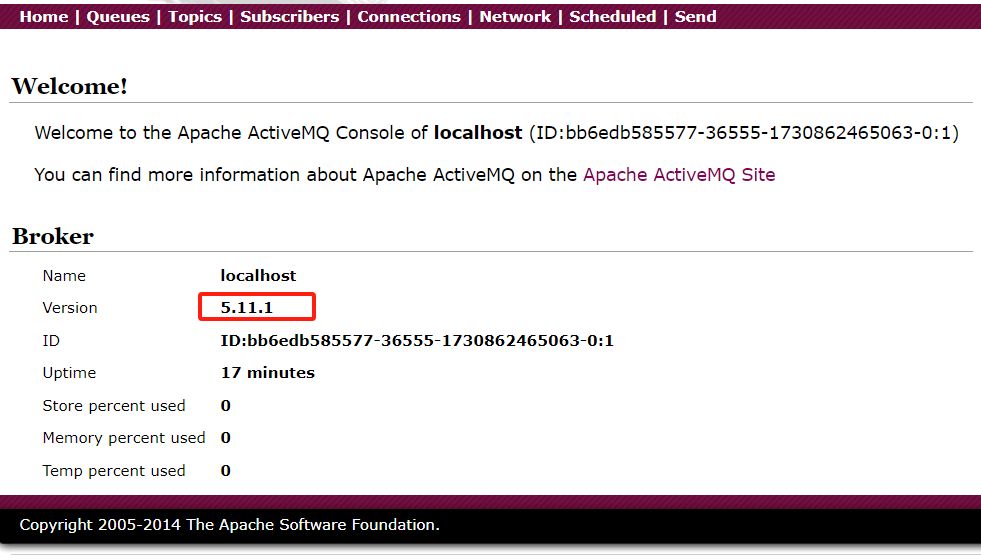 Home | Queues | Topics | Subscribers | Connections | Network | Scheduled | Send
Welcome!
Welcome to the Apache ActiveMQ Console of localhost (ID:bb6edb585577-36555-1730862465063-0:1)
You can find more information about Apache ActiveMQ on the Apache ActiveMQ Site
Broker
Name localhost
Version 5.11.1
ID ID:bb6edb585577-36555-1730862465063-0:1
Uptime 17 minutes
Store percent used 0
Memory percent used 0
Temp percent used 0
Copyright 2005-2014 The Apache Software Foundation.